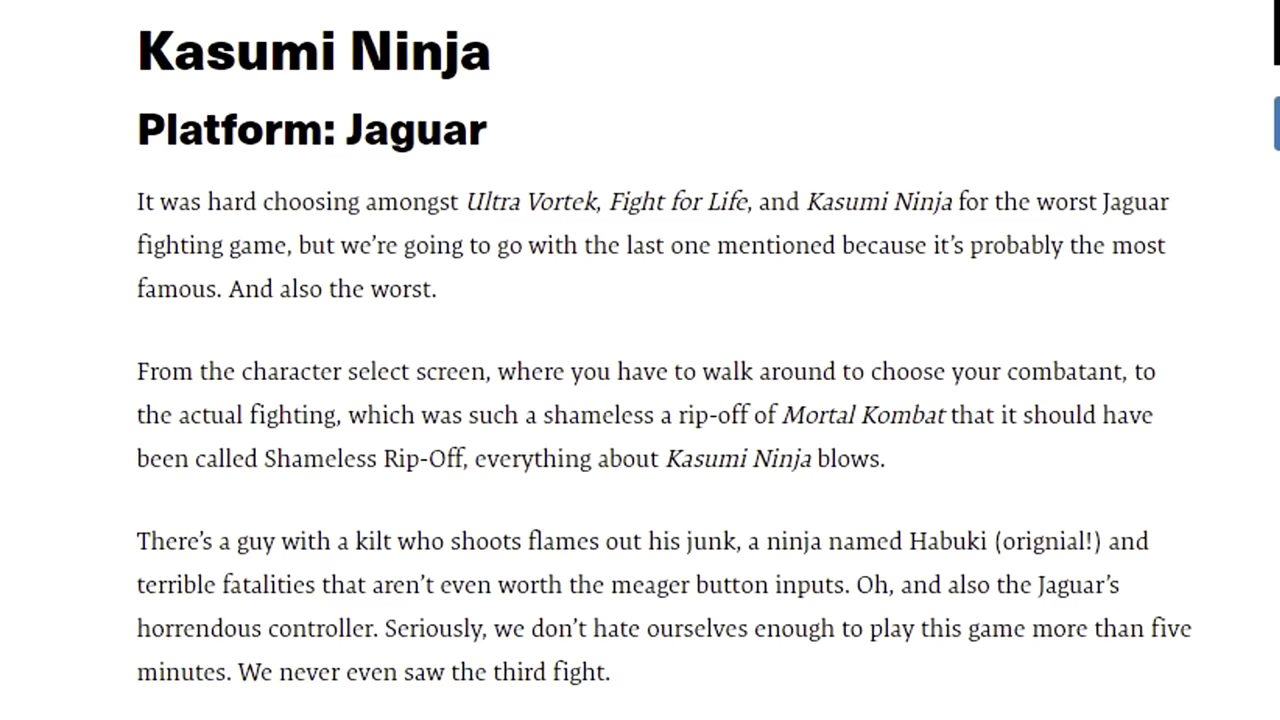 Kasumi Ninja
Platform: Jaguar
It was hard choosing amongst Ultra Vortek, Fight for Life, and Kasumi Ninja for the worst Jaguar
fighting game, but we’re going to go with the last one mentioned because it’s probably the most
famous. And also the worst.
From the character select screen, where you have to walk around to choose your combatant, to
the actual fighting, which was such a shameless a rip-off of Mortal Kombat that it should have
been called Shameless Rip-Off, everything about Kasumi Ninja blows.
There’s a guy with a kilt who shoots flames out his junk, a ninja named Habuki (orignial!) and
terrible fatalities that aren’t even worth the meager button inputs. Oh, and also the Jaguar’s
horrendous controller. Seriously, we don’t hate ourselves enough to play this game more than five
minutes. We never even saw the third fight.